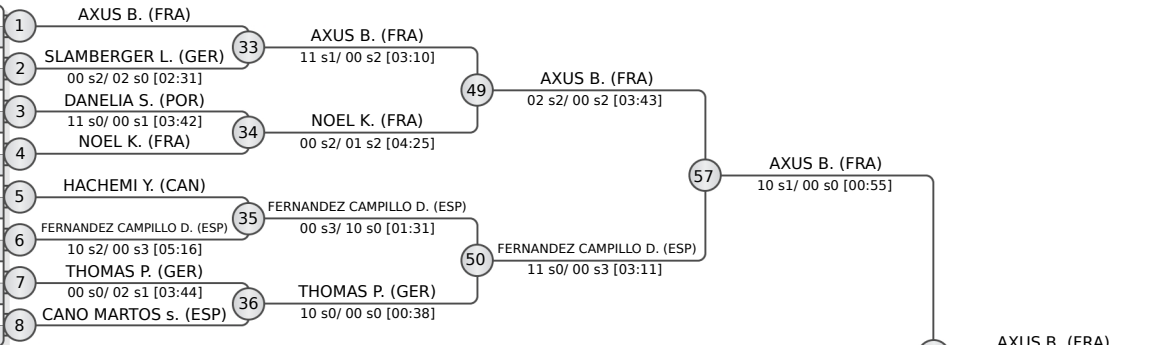 1
AXUS B. (FRA)
2
SLAMBERGER L. (GER)
00 s2/ 02 s0 [02:31]
3
DANELIA S. (POR)
11 s0/ 00 s1 [03:42]
4
NOEL K. (FRA)
5
HACHEMI Y. (CAN)
6
FERNANDEZ CAMPILLO D. (ESP)
10 s2/ 00 s3 [05:16]
7
THOMAS P. (GER)
00 s0/ 02 s1 [03:44]
8
CANO MARTOS s. (ESP)
33
AXUS B. (FRA)
11 s1/ 00 s2 [03:10]
34
NOEL K. (FRA)
00 s2/ 01 s2 [04:25]
35
FERNANDEZ CAMPILLO D. (ESP)
00 s3/ 10 s0 [01:31]
36
THOMAS P. (GER)
10 s0/ 00 s0 [00:38]
49
AXUS B. (FRA)
02 s2/ 00 s2 [03:43]
50
FERNANDEZ CAMPILLO D. (ESP)
11 s0/ 00 s3 [03:11]
57
AXUS B. (FRA)
10 s1/ 00 s0 [00:55]
AXUS B. (FRA)